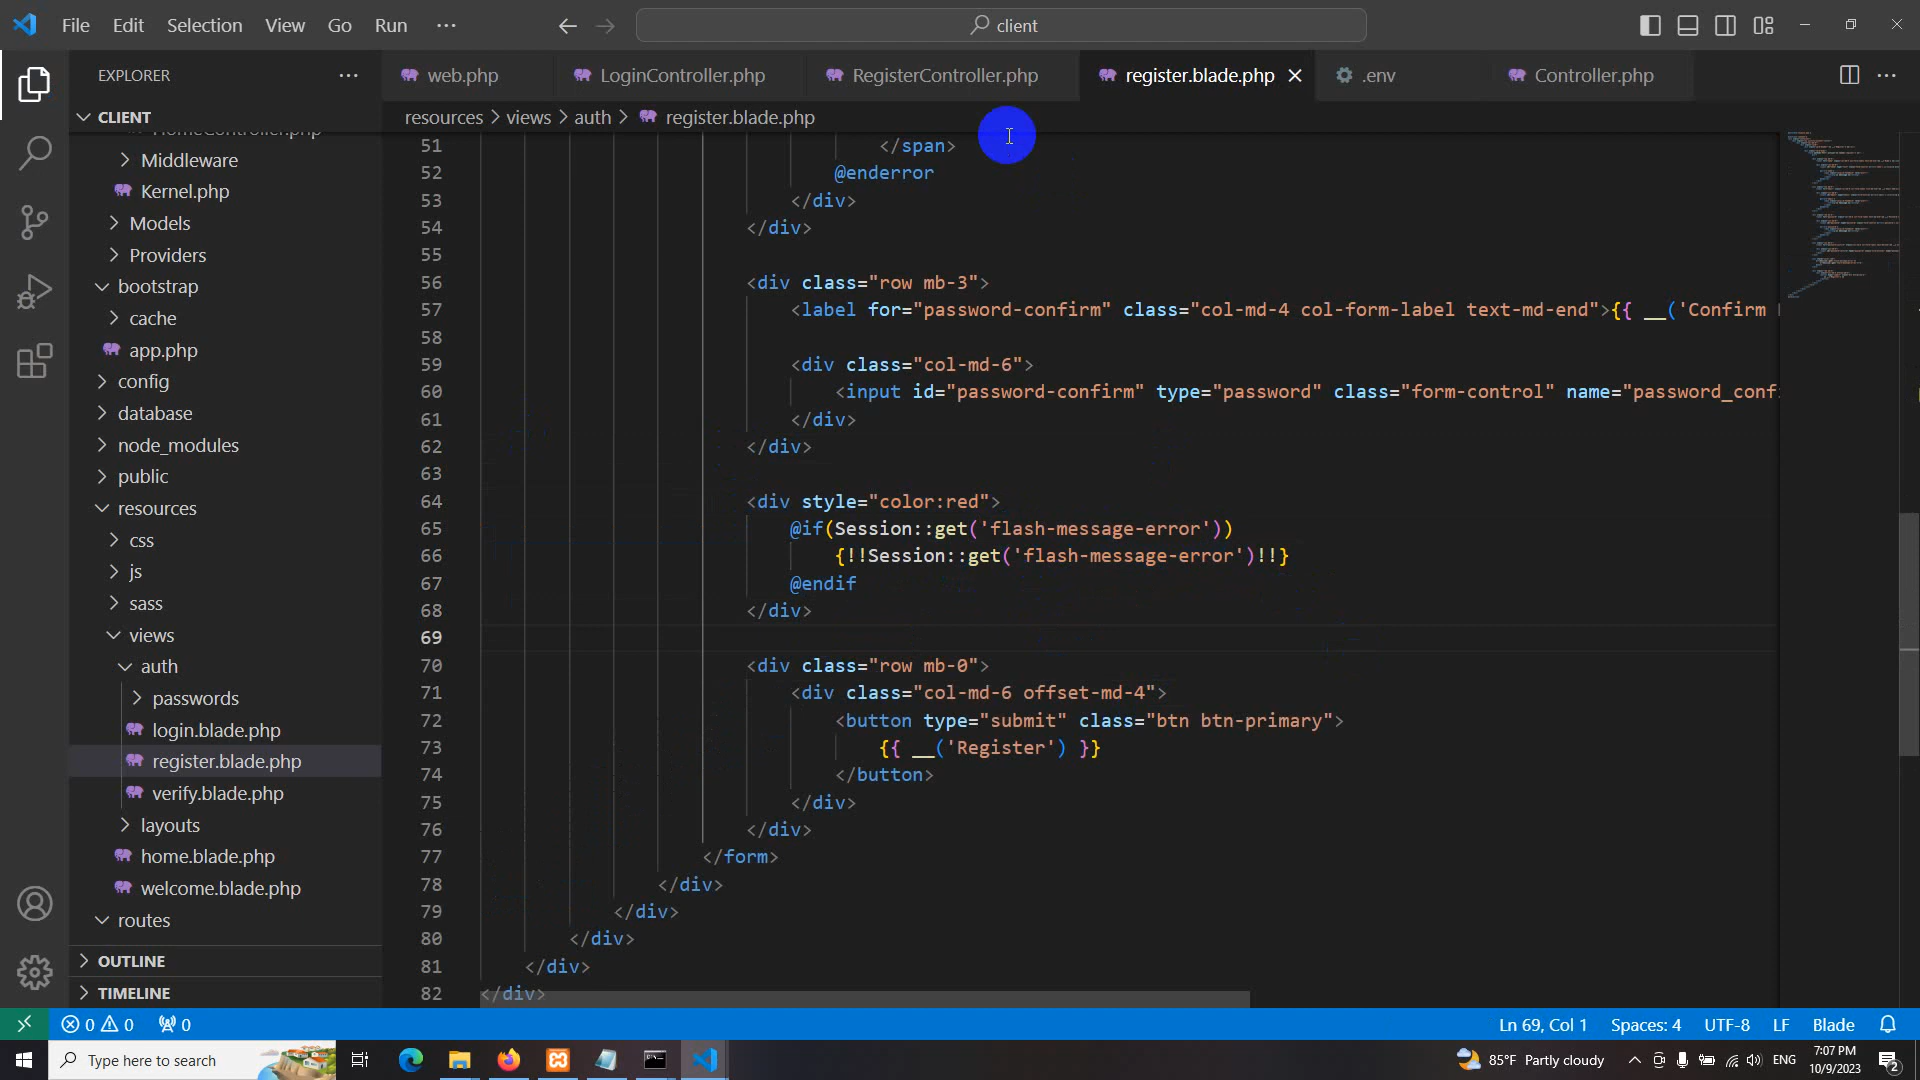 File Edit Selection View Go Run ···
client
EXPLORER ···
web.php LoginController.php RegisterController.php register.blade.php .env Controller.php ···
CLIENT
resources > views > auth > register.blade.php
HomeController.php
Middleware
Kernel.php
Models
Providers
bootstrap
cache
app.php
config
database
node_modules
public
resources
css
js
sass
views
auth
passwords
login.blade.php
register.blade.php
verify.blade.php
layouts
home.blade.php
welcome.blade.php
routes
OUTLINE
TIMELINE
51 </span>
52 @enderror
53 </div>
54 </div>
55
56 <div class="row mb-3">
57 <label for="password-confirm" class="col-md-4 col-form-label text-md-end">{{ __('Confirm
58
59 <div class="col-md-6">
60 <input id="password-confirm" type="password" class="form-control" name="password_conf
61 </div>
62 </div>
63
64 <div style="color:red">
65 @if(Session::get('flash-message-error'))
66 {!!Session::get('flash-message-error')!!}
67 @endif
68 </div>
69
70 <div class="row mb-0">
71 <div class="col-md-6 offset-md-4">
72 <button type="submit" class="btn btn-primary">
73 {{ __('Register') }}
74 </button>
75 </div>
76 </div>
77 </form>
78 </div>
79 </div>
80 </div>
81 </div>
82 </div>
0 0 0
Ln 69, Col 1 Spaces: 4 UTF-8 LF Blade
Type here to search
85°F Partly cloudy ENG 7:07 PM
10/9/2023
2